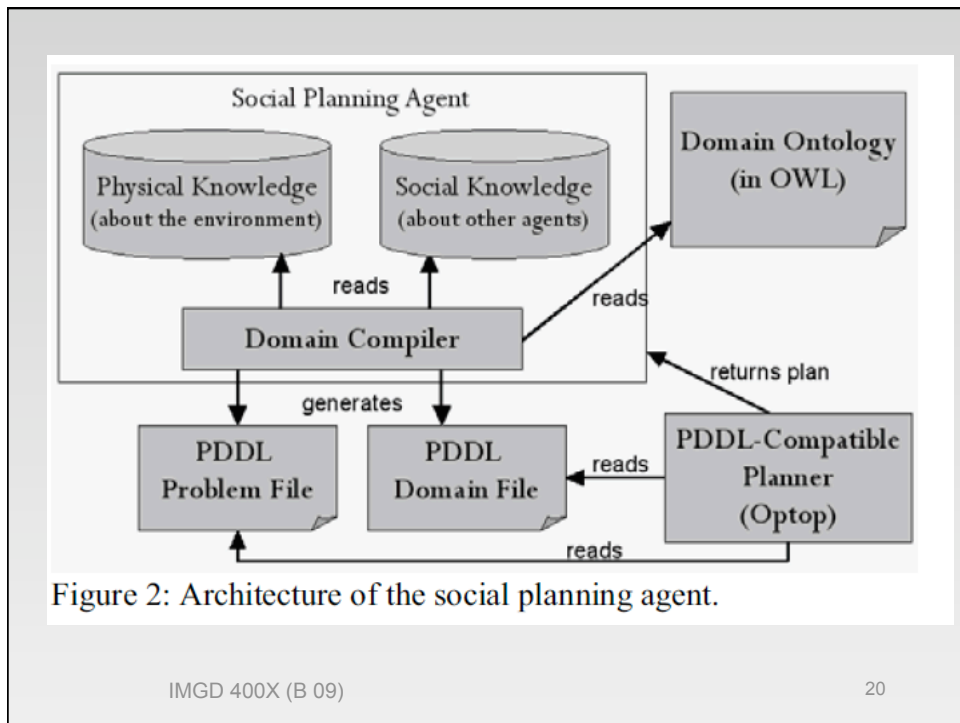 Social Planning Agent
Physical Knowledge
(about the environment)
Social Knowledge
(about other agents)
Domain Ontology
(in OWL)
reads
reads
Domain Compiler
returns plan
generates
PDDL
Problem File
PDDL
Domain File
reads
PDDL-Compatible
Planner
(Optop)
reads
Figure 2: Architecture of the social planning agent.
IMGD 400X (B 09)
20